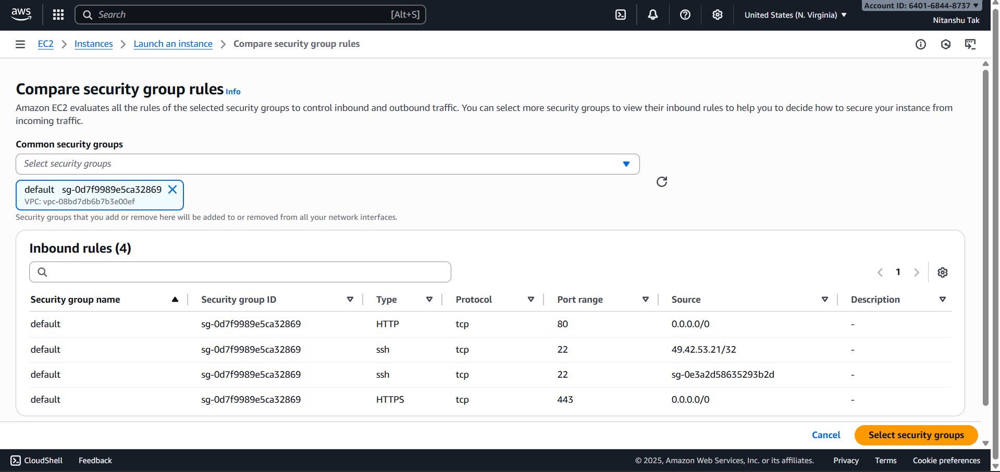 aws
Search [Alt+S]
United States (N. Virginia)
Account ID: 6401-6844-8737
Nitanshu Tak
EC2 Instances Launch an instance Compare security group rules
Compare security group rules Info
Amazon EC2 evaluates all the rules of the selected security groups to control inbound and outbound traffic. You can select more security groups to view their inbound rules to help you to decide how to secure your instance from
incoming traffic.
Common security groups
Select security groups
default sg-0d7f9989e5ca32869
VPC: vpc-08bd7db6b7b3e00ef
Security groups that you add or remove here will be added to or removed from all your network interfaces.
Inbound rules (4)
1
Security group name Security group ID Type Protocol Port range Source Description
default sg-0d7f9989e5ca32869 HTTP tcp 80 0.0.0.0/0 -
default sg-0d7f9989e5ca32869 ssh tcp 22 49.42.53.21/32 -
default sg-0d7f9989e5ca32869 ssh tcp 22 sg-0e3a2d58635293b2d -
default sg-0d7f9989e5ca32869 HTTPS tcp 443 0.0.0.0/0 -
Cancel Select security groups
CloudShell Feedback © 2025, Amazon Web Services, Inc. or its affiliates. Privacy Terms Cookie preferences